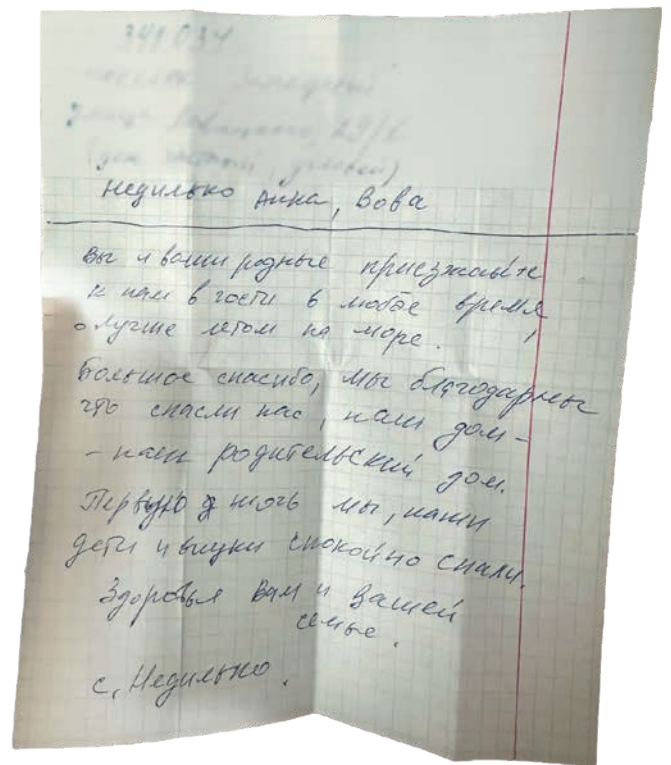 Недилько Анна, Вова
Вы и ваши родные приезжайте
к нам в гости в любое время,
Лучше летом на море.
Большое спасибо, мы благодарны
что спасли нас, наш дом -
- наш родительский дом.
Первую ночь мы, наши
дети и внуки спокойно спали.
Здоровья вам и вашей
семье.
с. Недилько.